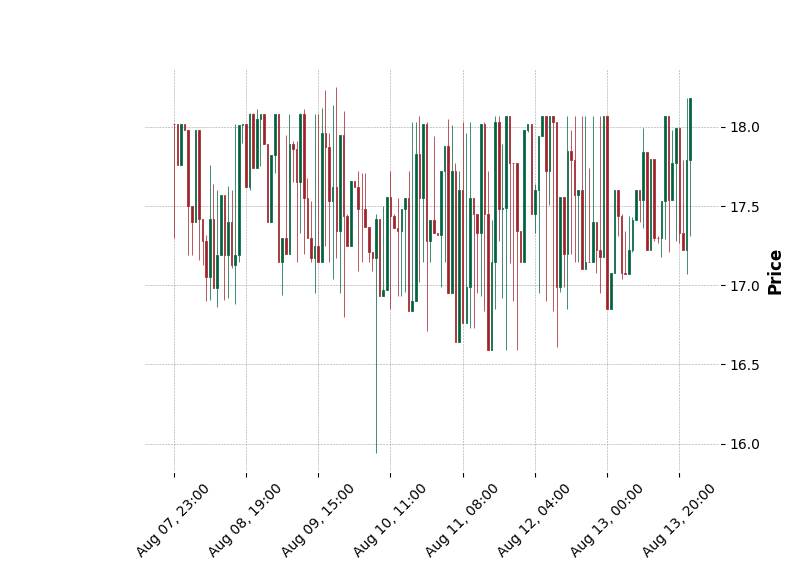 18.0
17.5
17.0
16.5
16.0
Price
Aug 07, 23:00
Aug 08, 19:00
Aug 09, 15:00
Aug 10, 11:00
Aug 11, 08:00
Aug 12, 04:00
Aug 13, 00:00
Aug 13, 20:00